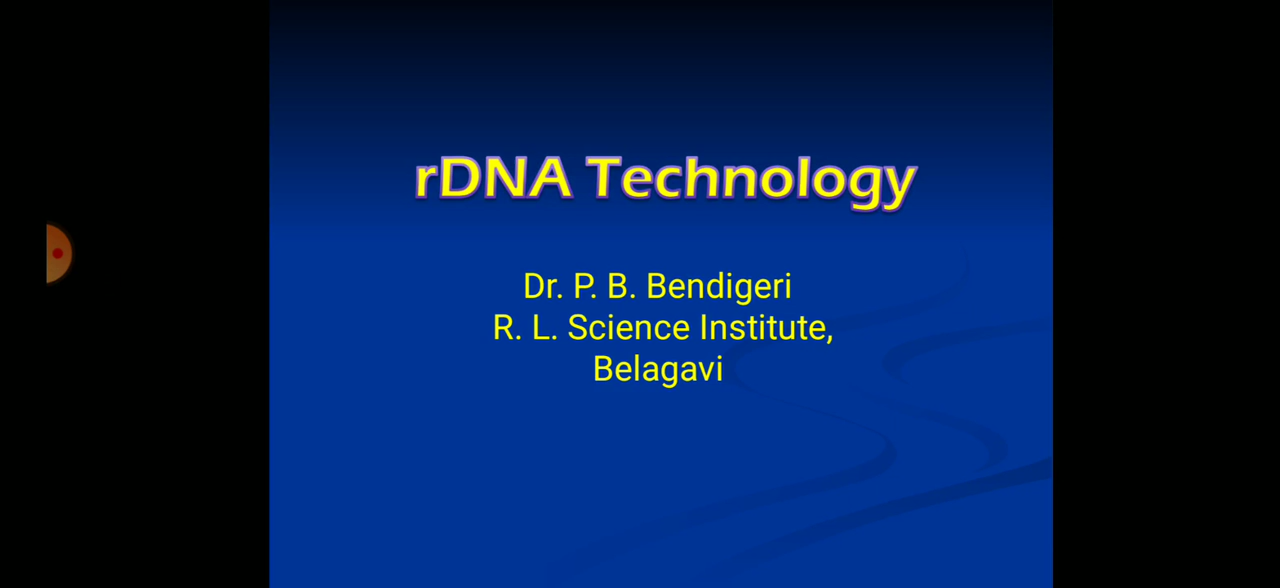 rDNA Technology
Dr. P. B. Bendigeri
R. L. Science Institute,
Belagavi